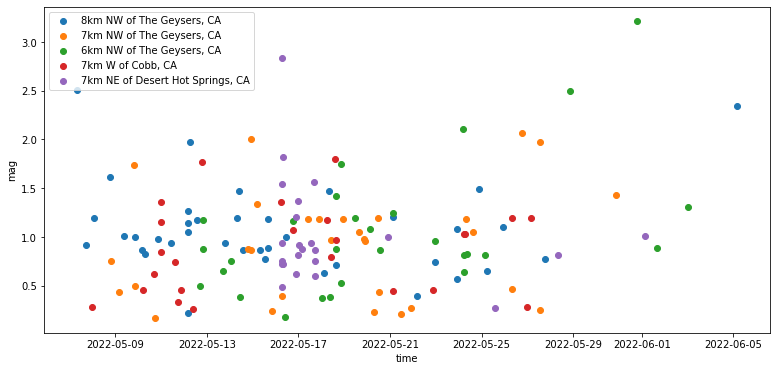 8km NW of The Geysers, CA
7km NW of The Geysers, CA
6km NW of The Geysers, CA
7km W of Cobb, CA
7km NE of Desert Hot Springs, CA
3.0
2.5
2.0
1.5
1.0
0.5
mag
2022-05-09 2022-05-13 2022-05-17 2022-05-21 2022-05-25 2022-05-29 2022-06-01 2022-06-05
time